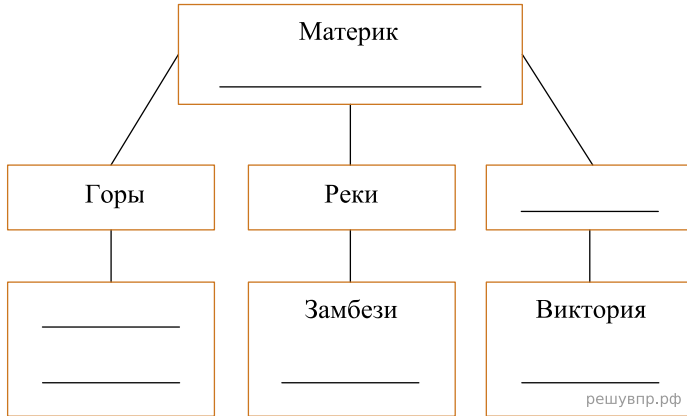 Материк
Горы
Реки
Замбези
Виктория
решувпр.рф